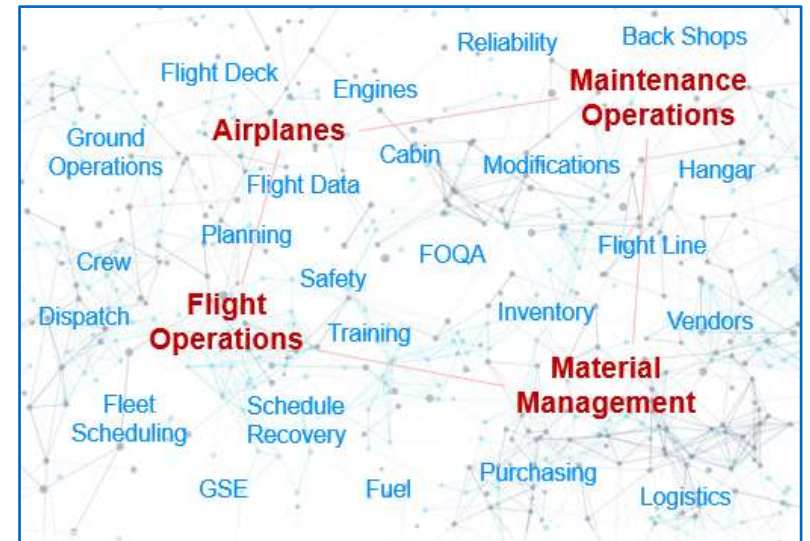 Reliability
Back Shops
Flight Deck
Engines
Maintenance
Operations
Airplanes
Ground
Operations
Cabin
Modifications
Hangar
Flight Data
Planning
FOQA
Flight Line
Crew
Safety
Flight
Operations
Dispatch
Training
Inventory
Vendors
Material
Management
Fleet
Scheduling
Schedule
Recovery
GSE
Fuel
Purchasing
Logistics